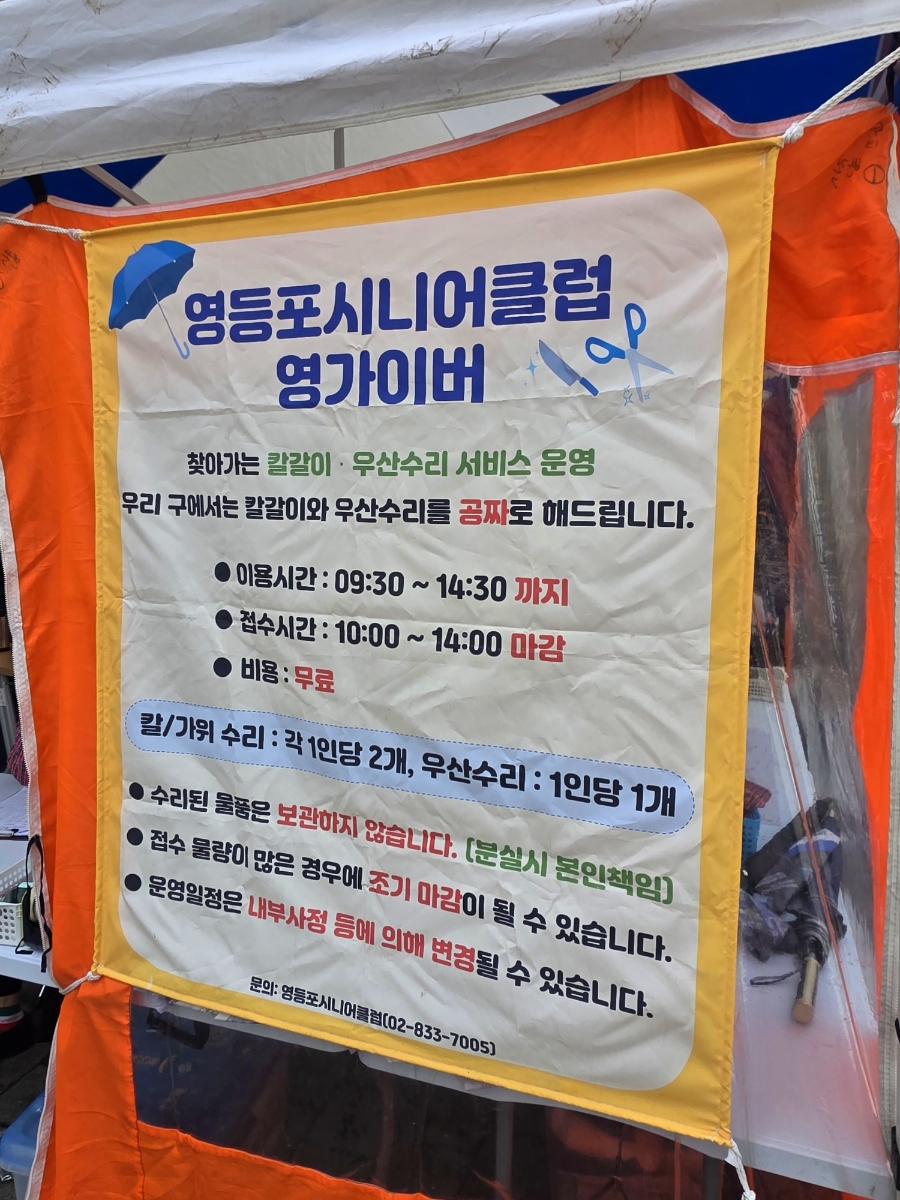 영등포시니어클럽
영가이버
찾아가는 칼갈이 · 우산수리 서비스 운영
우리 구에서는 칼갈이와 우산수리를 공짜로 해드립니다.
● 이용시간 : 09:30 ~ 14:30 까지
● 접수시간 : 10:00 ~ 14:00 마감
● 비용 : 무료
칼/가위 수리 : 각 1인당 2개, 우산수리 : 1인당 1개
● 수리된 물품은 보관하지 않습니다. (분실시 본인책임)
● 접수 물량이 많은 경우에 조기 마감이 될 수 있습니다.
● 운영일정은 내부사정 등에 의해 변경될 수 있습니다.
문의: 영등포시니어클럽(02-833-7005)